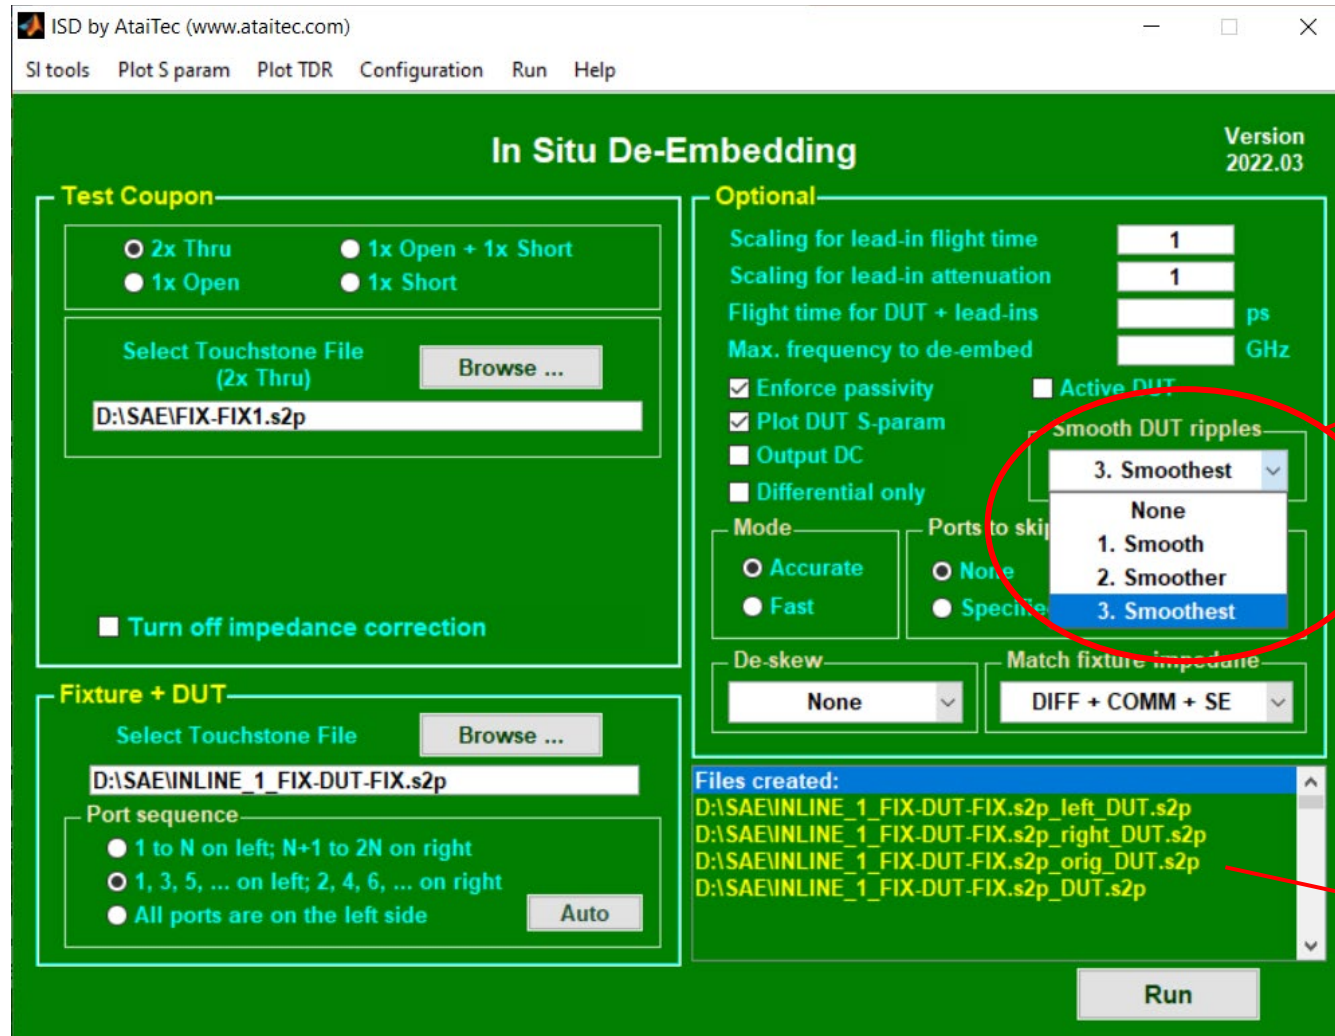 ISD by AtaiTec (www.ataitec.com)
SI tools Plot S param Plot TDR Configuration Run Help
In Situ De-Embedding
Version
2022.03
Test Coupon
2x Thru 1x Open + 1x Short
1x Open 1x Short
Select Touchstone File
(2x Thru)
Browse ...
D:\SAE\FIX-FIX1.s2p
Turn off impedance correction
Fixture + DUT
Select Touchstone File
Browse ...
D:\SAE\INLINE_1_FIX-DUT-FIX.s2p
Port sequence
1 to N on left; N+1 to 2N on right
1, 3, 5, ... on left; 2, 4, 6, ... on right
All ports are on the left side
Auto
Optional
Scaling for lead-in flight time 1
Scaling for lead-in attenuation 1
Flight time for DUT + lead-ins ps
Max. frequency to de-embed GHz
Enforce passivity Active DUT
Plot DUT S-param
Output DC
Differential only
Smooth DUT ripples
3. Smoothest
None
1. Smooth
2. Smoother
3. Smoothest
Mode
Accurate
Fast
Ports to skip
None
Specifie
De-skew
None
Match fixture impedane
DIFF + COMM + SE
Files created:
D:\SAE\INLINE_1_FIX-DUT-FIX.s2p_left_DUT.s2p
D:\SAE\INLINE_1_FIX-DUT-FIX.s2p_right_DUT.s2p
D:\SAE\INLINE_1_FIX-DUT-FIX.s2p_orig_DUT.s2p
D:\SAE\INLINE_1_FIX-DUT-FIX.s2p_DUT.s2p
Run